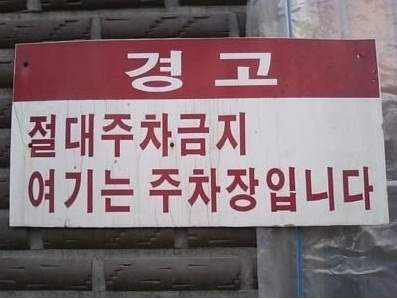 경고
절대주차금지
여기는 주차장입니다